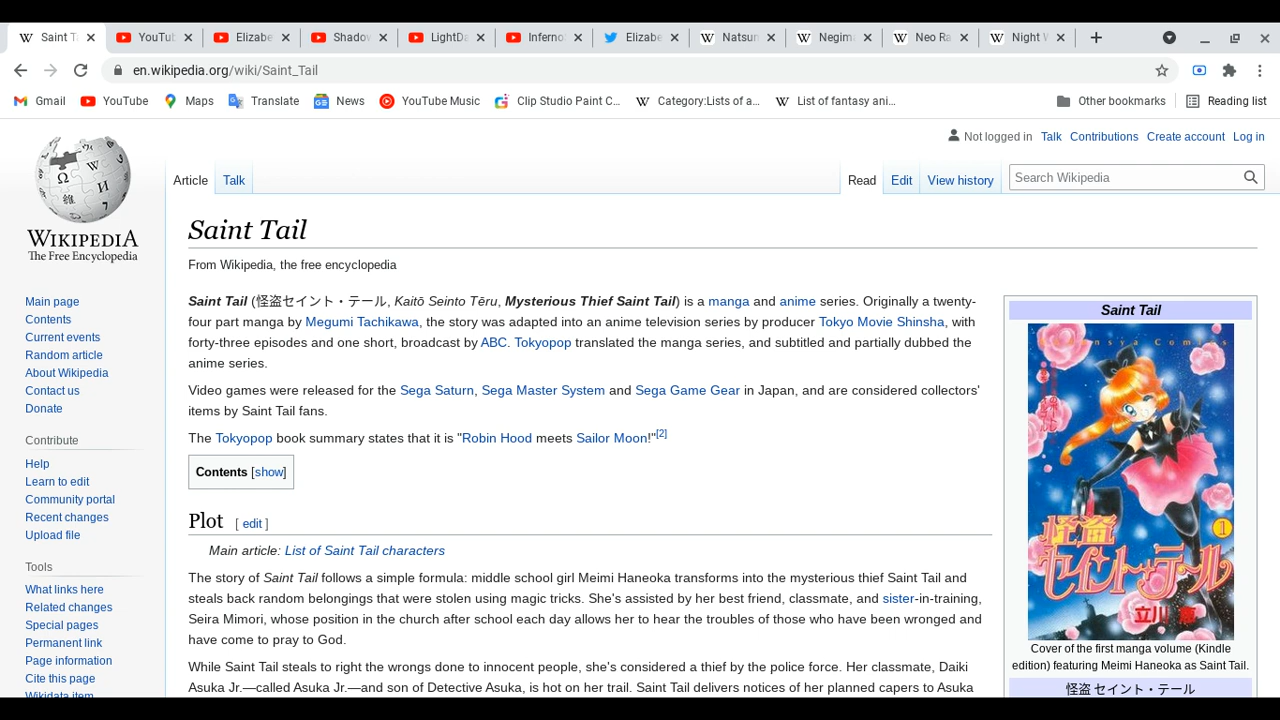 Saint Ta
YouTub
Elizabe
Shadow
LightDa
Inferno
Elizabe
Natsun
Negima
Neo Ra
Night W
en.wikipedia.org/wiki/Saint_Tail
Gmail
YouTube
Maps
Translate
News
YouTube Music
Clip Studio Paint C...
Category:Lists of a...
List of fantasy ani...
Other bookmarks
Reading list
Not logged in Talk Contributions Create account Log in
Article Talk
Read Edit View history
Search Wikipedia
WIKIPEDIA
The Free Encyclopedia
Main page
Contents
Current events
Random article
About Wikipedia
Contact us
Donate
Contribute
Help
Learn to edit
Community portal
Recent changes
Upload file
Tools
What links here
Related changes
Special pages
Permanent link
Page information
Cite this page
Wikidata item
Saint Tail
From Wikipedia, the free encyclopedia
Saint Tail (怪盗セイント・テール, Kaitō Seinto Tēru, Mysterious Thief Saint Tail) is a manga and anime series. Originally a twenty-
four part manga by Megumi Tachikawa, the story was adapted into an anime television series by producer Tokyo Movie Shinsha, with
forty-three episodes and one short, broadcast by ABC. Tokyopop translated the manga series, and subtitled and partially dubbed the
anime series.
Video games were released for the Sega Saturn, Sega Master System and Sega Game Gear in Japan, and are considered collectors'
items by Saint Tail fans.
The Tokyopop book summary states that it is "Robin Hood meets Sailor Moon!"[2]
Contents [show]
Plot [ edit ]
Main article: List of Saint Tail characters
The story of Saint Tail follows a simple formula: middle school girl Meimi Haneoka transforms into the mysterious thief Saint Tail and
steals back random belongings that were stolen using magic tricks. She's assisted by her best friend, classmate, and sister-in-training,
Seira Mimori, whose position in the church after school each day allows her to hear the troubles of those who have been wronged and
have come to pray to God.
While Saint Tail steals to right the wrongs done to innocent people, she's considered a thief by the police force. Her classmate, Daiki
Asuka Jr.—called Asuka Jr.—and son of Detective Asuka, is hot on her trail. Saint Tail delivers notices of her planned capers to Asuka
Saint Tail
怪盗
セイント・テール
1
立川 恵
Cover of the first manga volume (Kindle
edition) featuring Meimi Haneoka as Saint Tail.
怪盗 セイント・テール